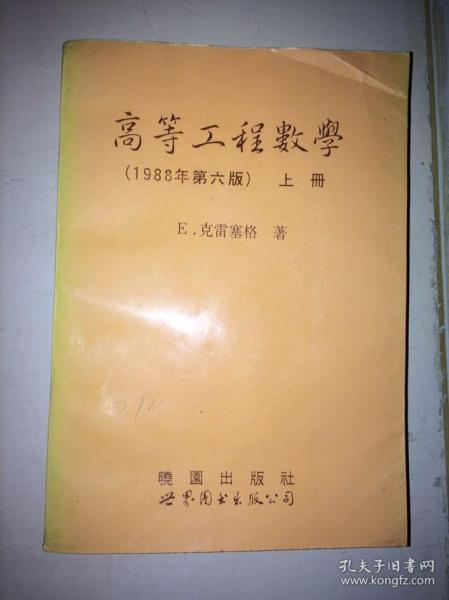 高等工程數學
(1988年第六版) 上冊
E.克雷塞格 著
曉園出版社
世界图书出版公司
孔夫子旧书网
www.kongfz.com